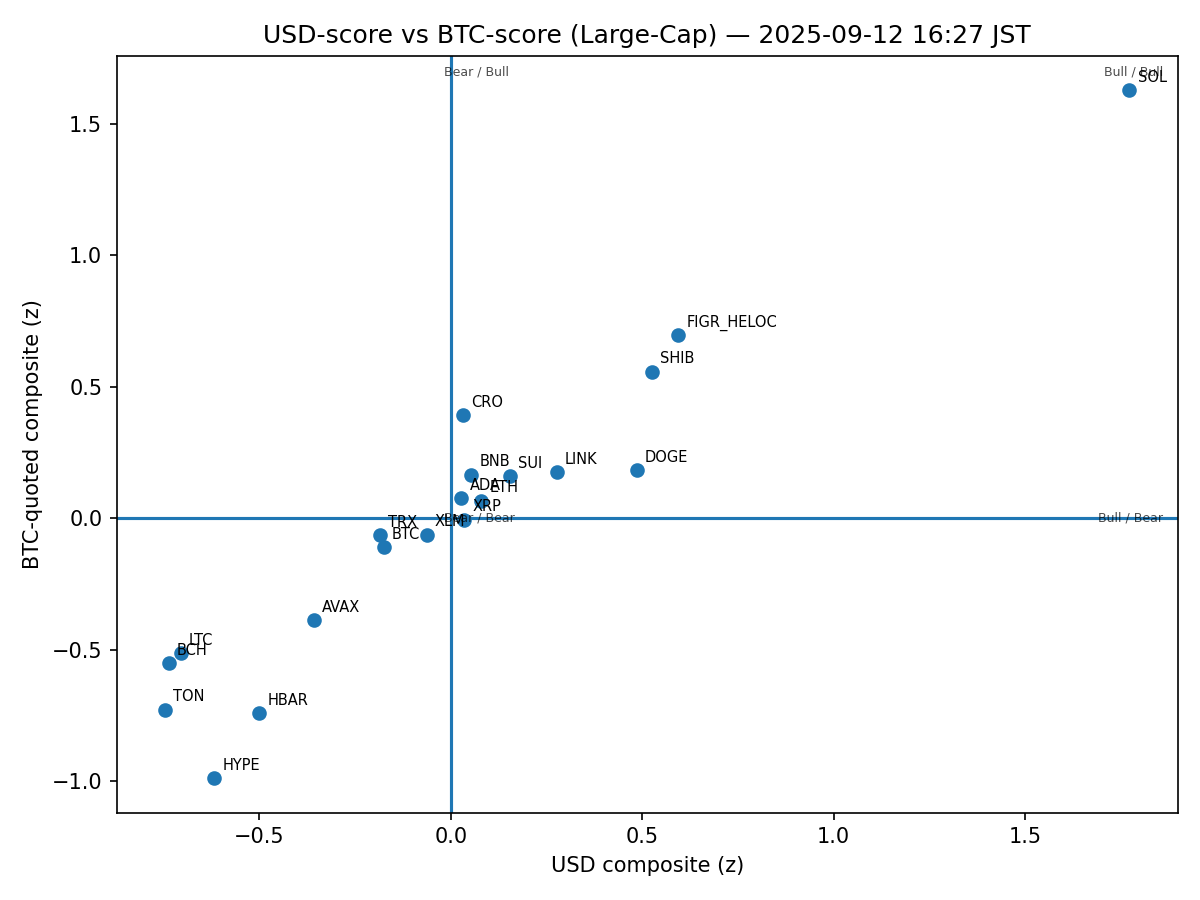 USD-score vs BTC-score (Large-Cap) — 2025-09-12 16:27 JST
Bear / Bull
Bull / Bull
SOL
1.5
1.0
FIGR_HELOC
SHIB
0.5
CRO
BNB
SUI
LINK
DOGE
ADA
ETH
XRP
0.0
Bear / Bear
Bull / Bear
TRX
XLM
BTC
AVAX
−0.5
LTC
BCH
TON
HBAR
HYPE
−1.0
−0.5
0.0
0.5
1.0
1.5
USD composite (z)
BTC-quoted composite (z)